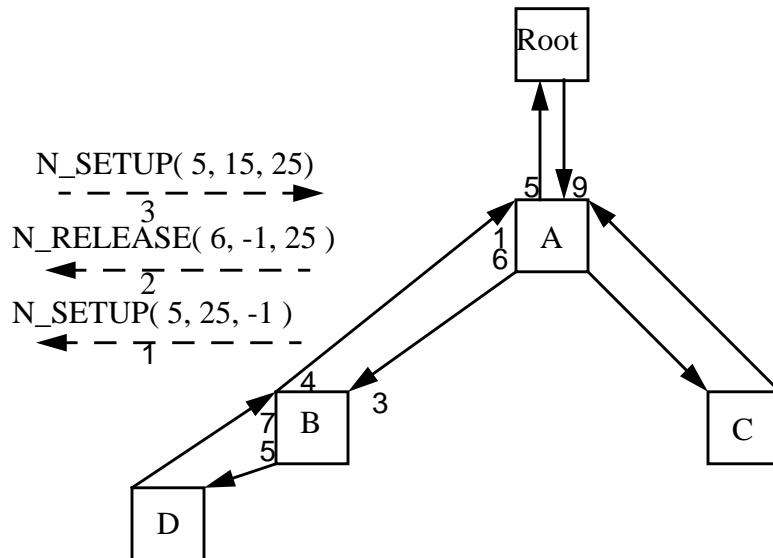 Root
N_SETUP( 5, 15, 25)
3
N_RELEASE( 6, -1, 25 )
2
N_SETUP( 5, 25, -1 )
1
5 9
1 A
6
4
3
7 B
5
C
D